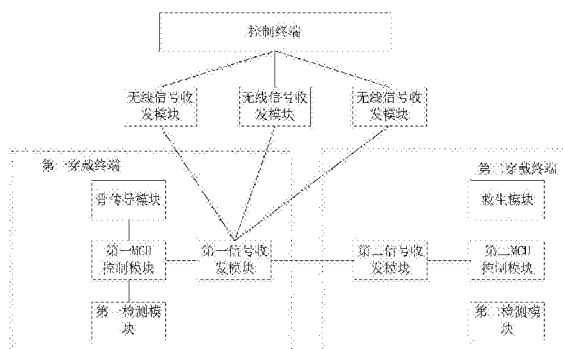 控制终端
无线信号收
发模块
无线信号收
发模块
无线信号收
发模块
第一穿戴终端
骨传导模块
第一MCU
控制模块
第一信号收
发模块
第一检测模
块
第二穿戴终端
救生模块
第二信号收
发模块
第二MCU
控制模块
第二检测模
块